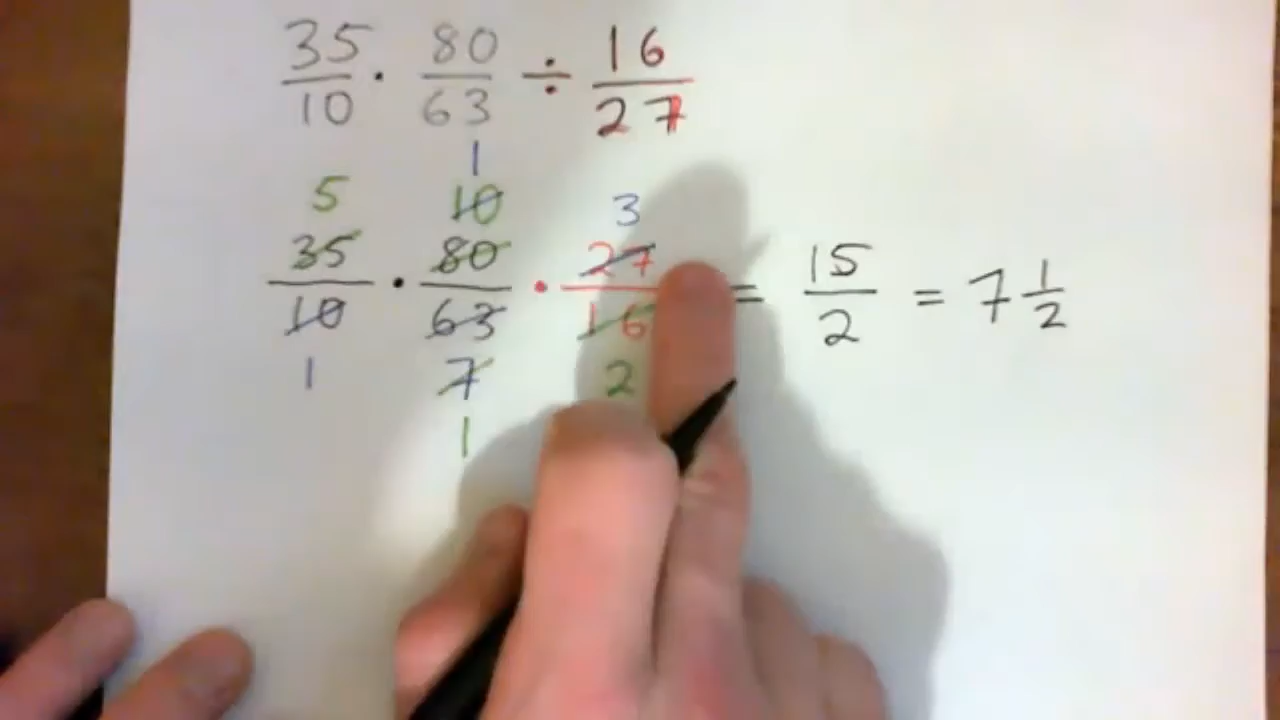 35/10 · 80/63 ÷ 16/27
1
5 10 3
35/10 · 80/63 · 27/16 = 15/2 = 7 1/2
1 7 2
1